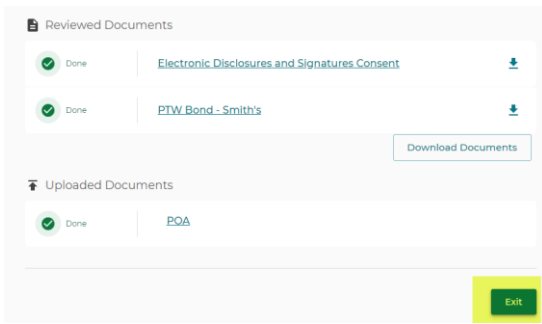 Reviewed Documents
Done Electronic Disclosures and Signatures Consent
Done PTW Bond - Smith's
Download Documents
Uploaded Documents
Done POA
Exit